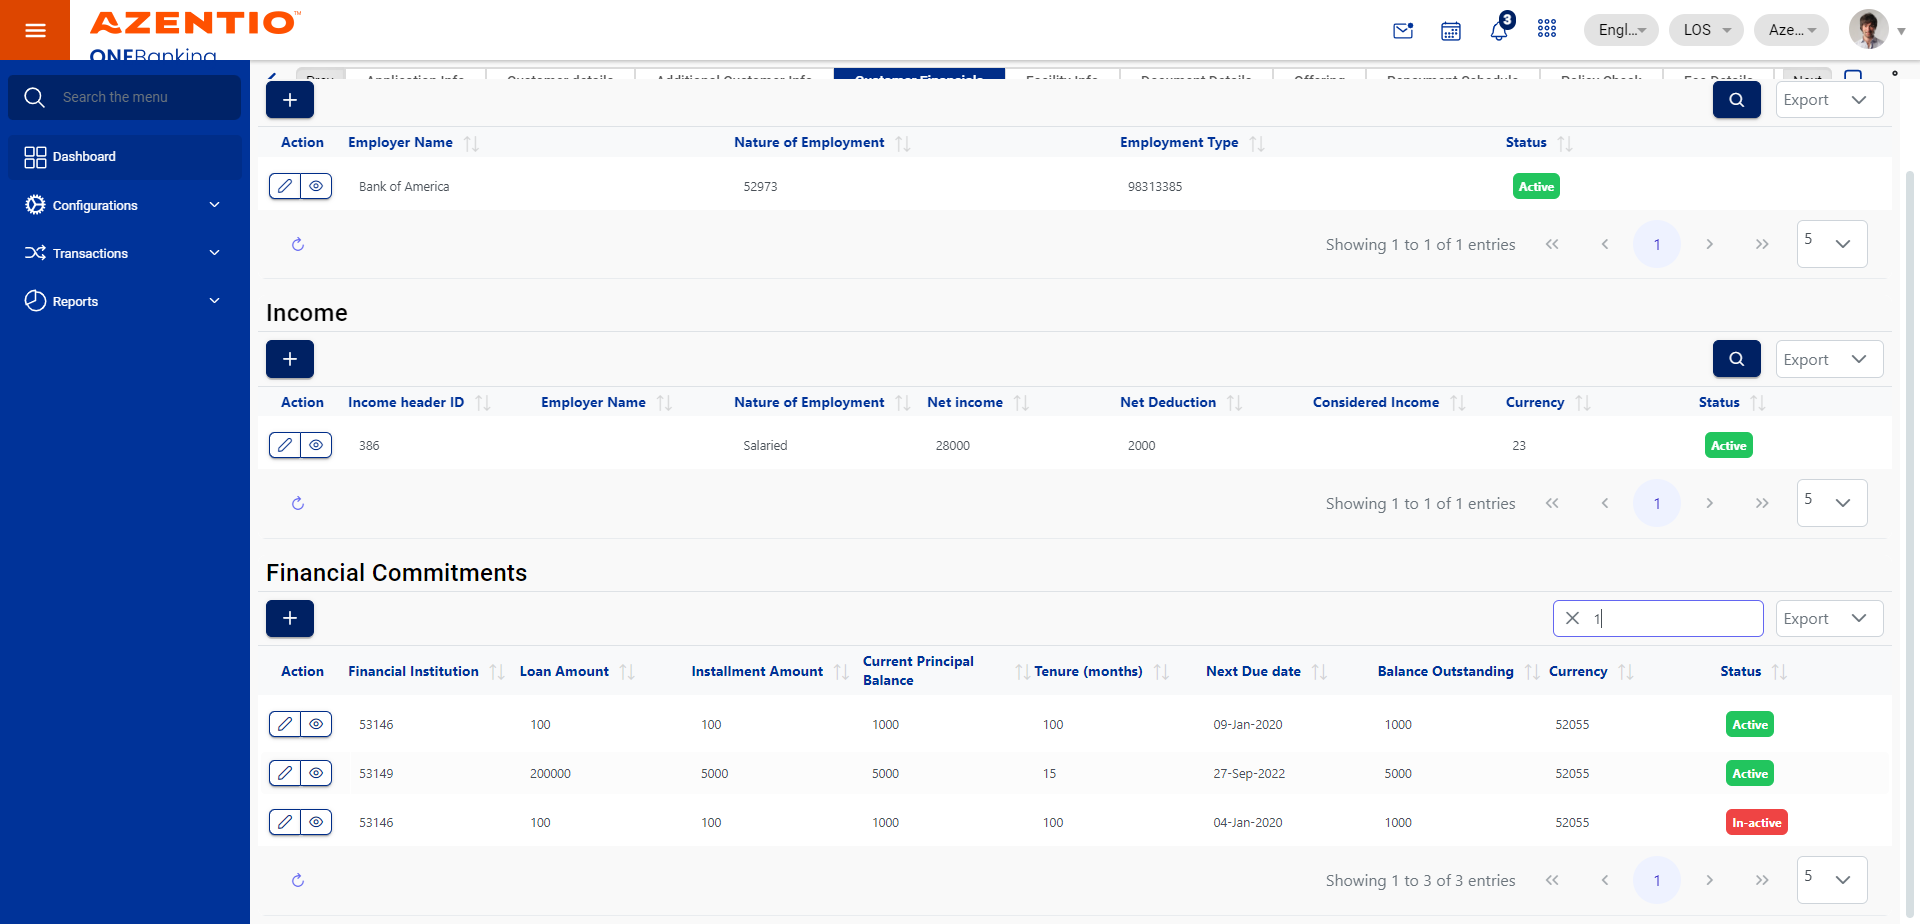 AZENTIO™
ONEBanking
3
Engl...
LOS
Aze...
Search the menu
Dashboard
Configurations
Transactions
Reports
Prev
Application Info
Customer details
Additional Customer Info
Customer Financials
Facility Info
Document Details
Offering
Repayment Schedule
Policy Check
Fee Details
Next
Export
Action Employer Name Nature of Employment Employment Type Status
Bank of America 52973 98313385 Active
Showing 1 to 1 of 1 entries 1 5
Income
Export
Action Income header ID Employer Name Nature of Employment Net income Net Deduction Considered Income Currency Status
386 Salaried 28000 2000 23 Active
Showing 1 to 1 of 1 entries 1 5
Financial Commitments
1 Export
Action Financial Institution Loan Amount Installment Amount Current Principal Balance Tenure (months) Next Due date Balance Outstanding Currency Status
53146 100 100 1000 100 09-Jan-2020 1000 52055 Active
53149 200000 5000 5000 15 27-Sep-2022 5000 52055 Active
53146 100 100 1000 100 04-Jan-2020 1000 52055 In-active
Showing 1 to 3 of 3 entries 1 5